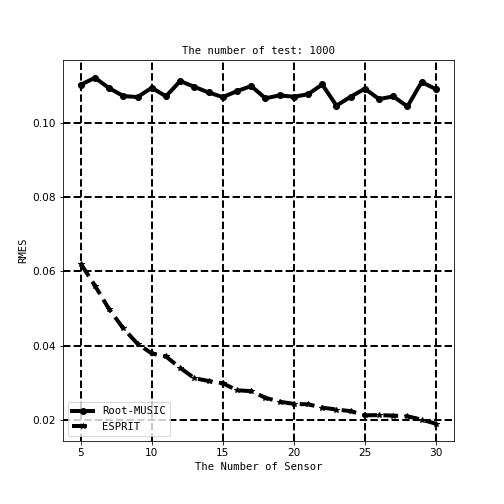 The number of test: 1000
RMES
0.10
0.08
0.06
0.04
0.02
Root-MUSIC
ESPRIT
5 10 15 20 25 30
The Number of Sensor